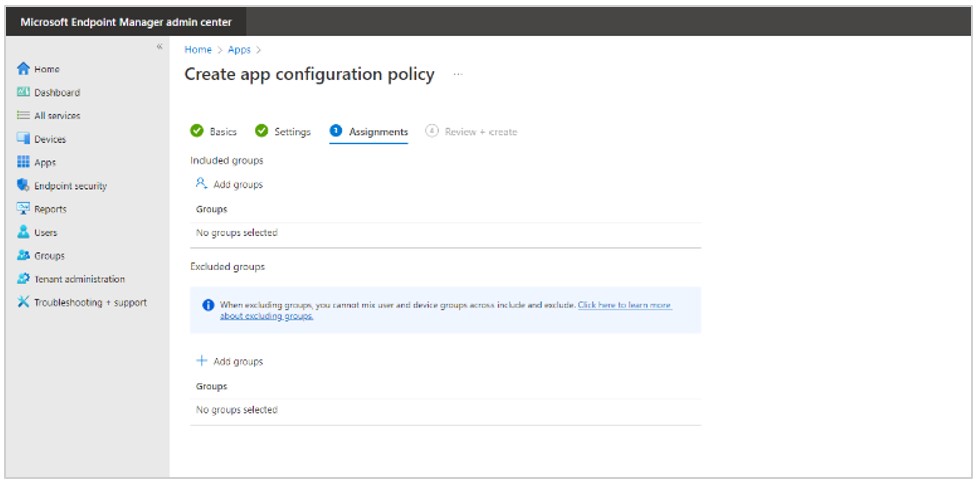 Microsoft Endpoint Manager admin center
«
Home > Apps >
Create app configuration policy ...
Home
Dashboard
All services
Devices
Apps
Endpoint security
Reports
Users
Groups
Tenant administration
Troubleshooting + support
Basics Settings 3 Assignments 4 Review + create
Included groups
Add groups
Groups
No groups selected
Excluded groups
When excluding groups, you cannot mix user and device groups across include and exclude. Click here to learn more
about excluding groups.
+ Add groups
Groups
No groups selected